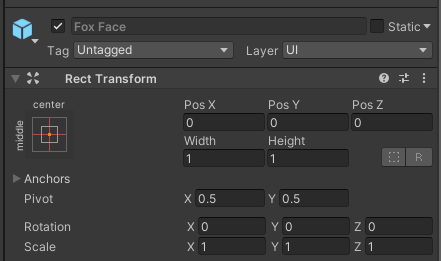 Fox Face Static
Tag Untagged Layer UI
Rect Transform
center
middle
Pos X Pos Y Pos Z
0 0 0
Width Height
1 1 R
Anchors
Pivot X 0.5 Y 0.5
Rotation X 0 Y 0 Z 0
Scale X 1 Y 1 Z 1